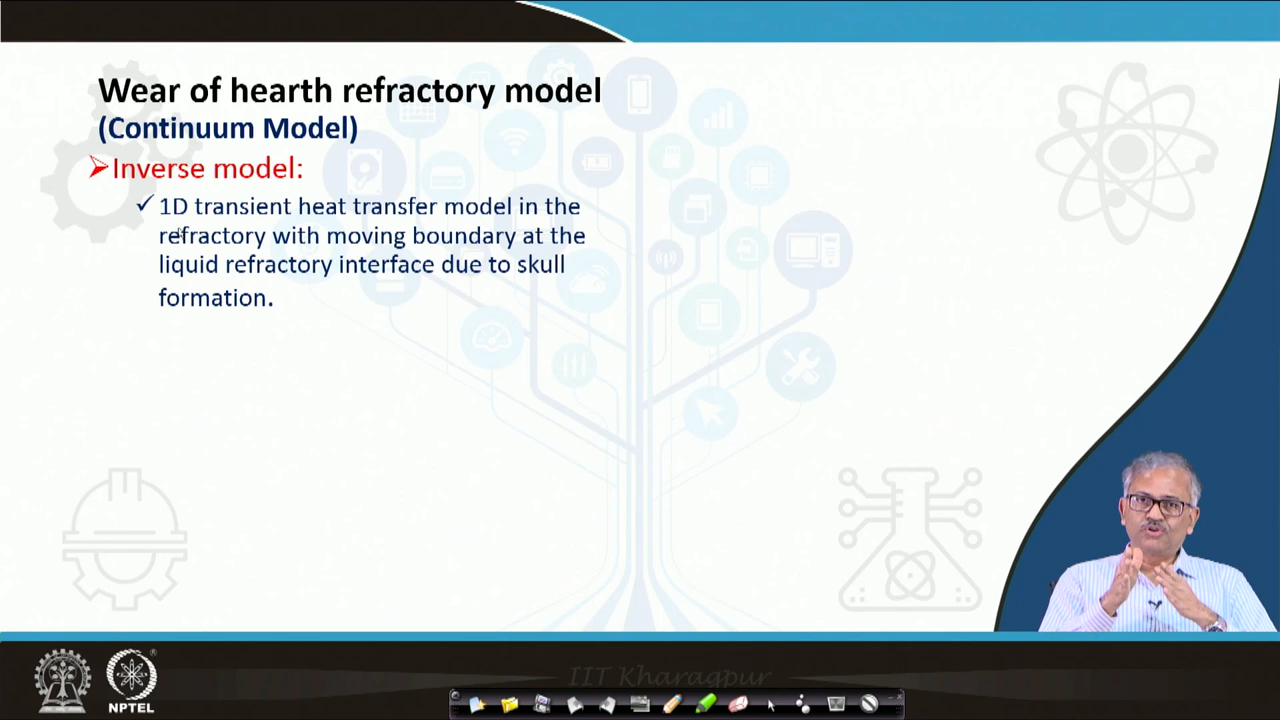 Wear of hearth refractory model
(Continuum Model)
Inverse model:
1D transient heat transfer model in the
refractory with moving boundary at the
liquid refractory interface due to skull
formation.
IIT Kharagpur
NPTEL